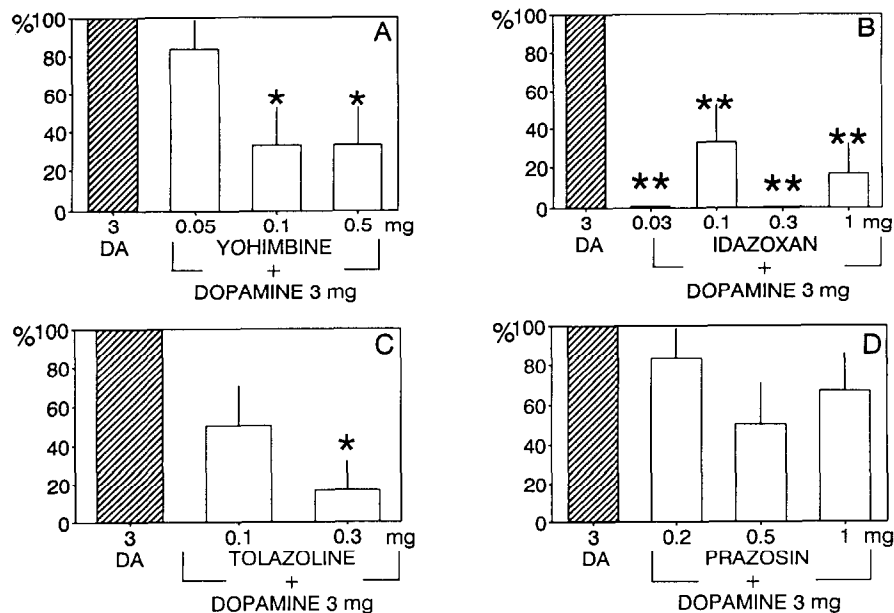 %100 A
80
60
40
20
0
* *
3 0.05 0.1 0.5 mg
DA YOHIMBINE
+
DOPAMINE 3 mg
%100 B
80
60
40
20
0
** ** ** **
3 0.03 0.1 0.3 1 mg
DA IDAZOXAN
+
DOPAMINE 3 mg
%100 C
80
60
40
20
0
*
3 0.1 0.3 mg
DA TOLAZOLINE
+
DOPAMINE 3 mg
%100 D
80
60
40
20
0
3 0.2 0.5 1 mg
DA PRAZOSIN
+
DOPAMINE 3 mg